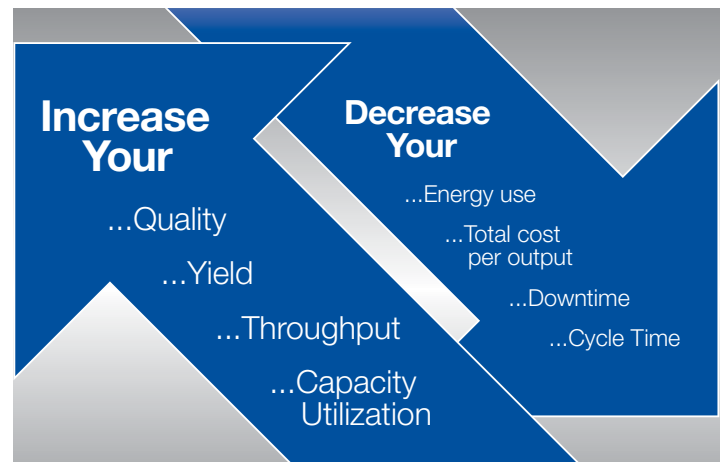 Increase
Your
...Quality
...Yield
...Throughput
...Capacity
Utilization
Decrease
Your
...Energy use
...Total cost
per output
...Downtime
...Cycle Time